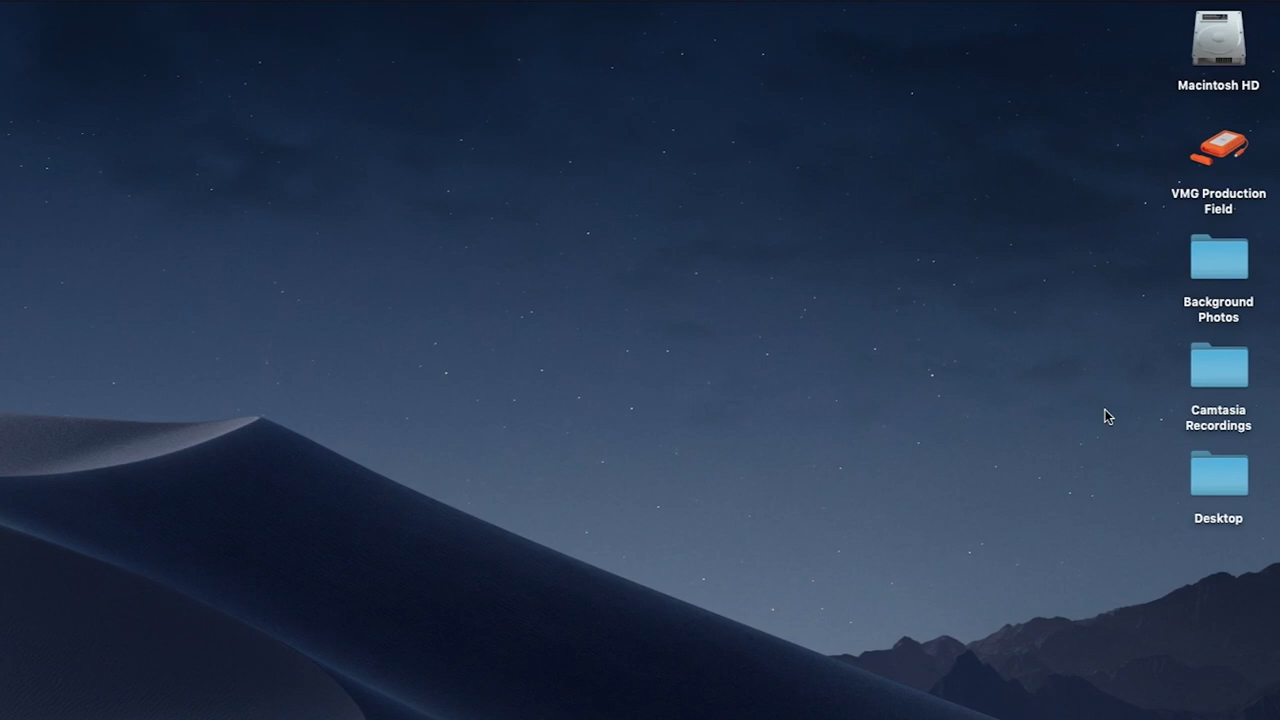 Macintosh HD
VMG Production
Field
Background
Photos
Camtasia
Recordings
Desktop